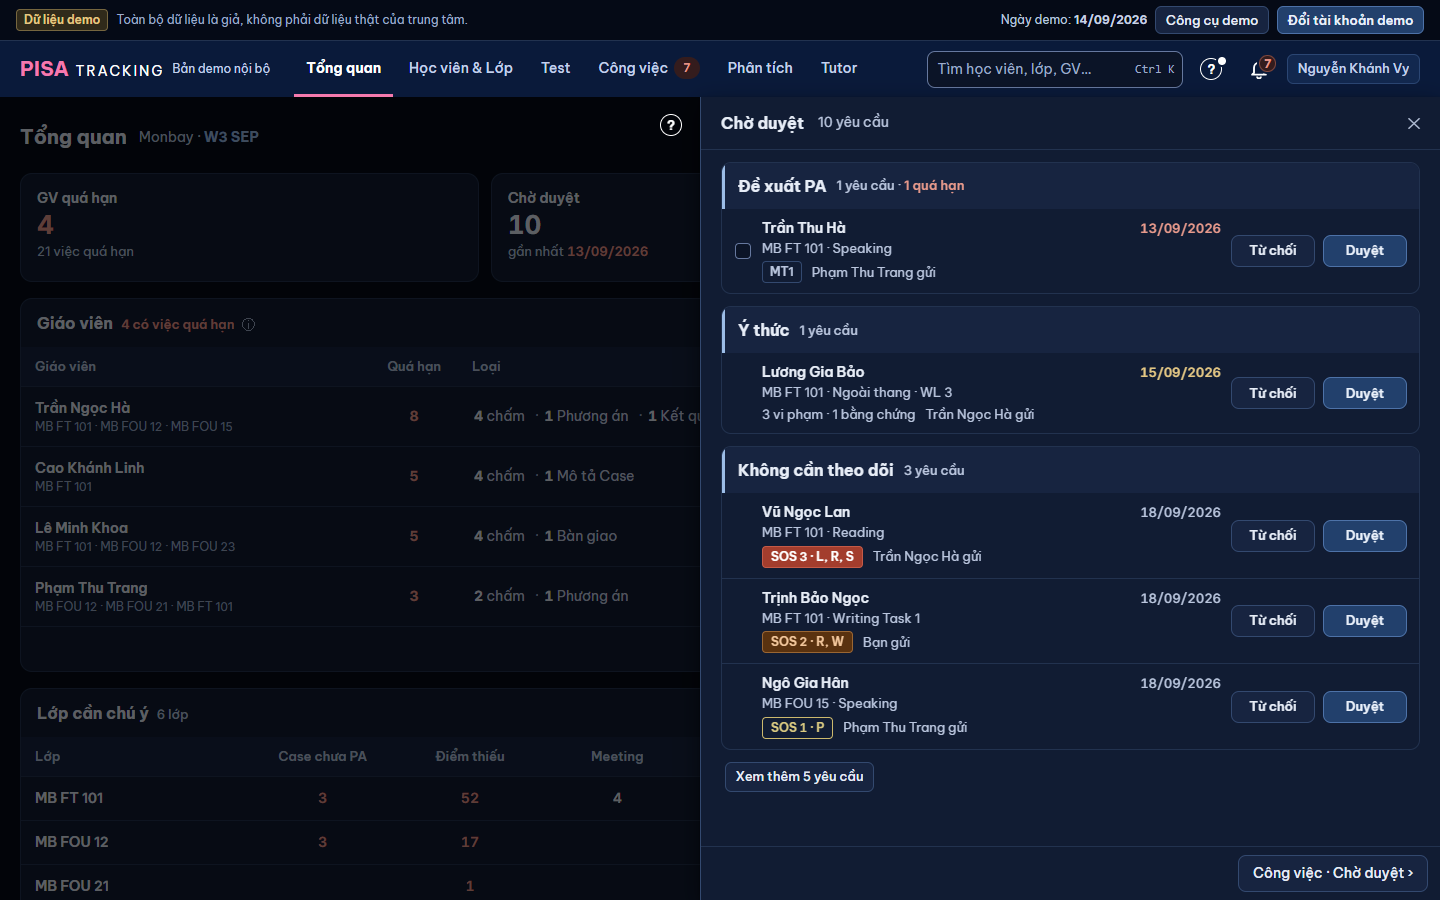 Dữ liệu demo Toàn bộ dữ liệu là giả, không phải dữ liệu thật của trung tâm. Ngày demo: 14/09/2026 Công cụ demo Đổi tài khoản demo
PISA TRACKING Bản demo nội bộ Tổng quan Học viên & Lớp Test Công việc 7 Phân tích Tutor Tìm học viên, lớp, GV... Ctrl K ? 7 Nguyễn Khánh Vy
Tổng quan Monbay · W3 SEP ?
GV quá hạn
4
21 việc quá hạn
Chờ duyệt
10
gần nhất 13/09/2026
Giáo viên 4 có việc quá hạn
Giáo viên Quá hạn Loại
Trần Ngọc Hà
MB FT 101 · MB FOU 12 · MB FOU 15
8 4 chấm · 1 Phương án · 1 Kết qu
Cao Khánh Linh
MB FT 101
5 4 chấm · 1 Mô tả Case
Lê Minh Khoa
MB FT 101 · MB FOU 12 · MB FOU 23
5 4 chấm · 1 Bàn giao
Phạm Thu Trang
MB FOU 12 · MB FOU 21 · MB FT 101
3 2 chấm · 1 Phương án
Lớp cần chú ý 6 lớp
Lớp Case chưa PA Điểm thiếu Meeting
MB FT 101 3 52 4
MB FOU 12 3 17
MB FOU 21 1
Chờ duyệt 10 yêu cầu
Đề xuất PA 1 yêu cầu · 1 quá hạn
Trần Thu Hà 13/09/2026
MB FT 101 · Speaking
MT1 Phạm Thu Trang gửi
Từ chối Duyệt
Ý thức 1 yêu cầu
Lương Gia Bảo 15/09/2026
MB FT 101 · Ngoài thang · WL 3
3 vi phạm · 1 bằng chứng Trần Ngọc Hà gửi
Từ chối Duyệt
Không cần theo dõi 3 yêu cầu
Vũ Ngọc Lan 18/09/2026
MB FT 101 · Reading
SOS 3 · L, R, S Trần Ngọc Hà gửi
Từ chối Duyệt
Trịnh Bảo Ngọc 18/09/2026
MB FT 101 · Writing Task 1
SOS 2 · R, W Bạn gửi
Từ chối Duyệt
Ngô Gia Hân 18/09/2026
MB FOU 15 · Speaking
SOS 1 · P Phạm Thu Trang gửi
Từ chối Duyệt
Xem thêm 5 yêu cầu
Công việc · Chờ duyệt ›